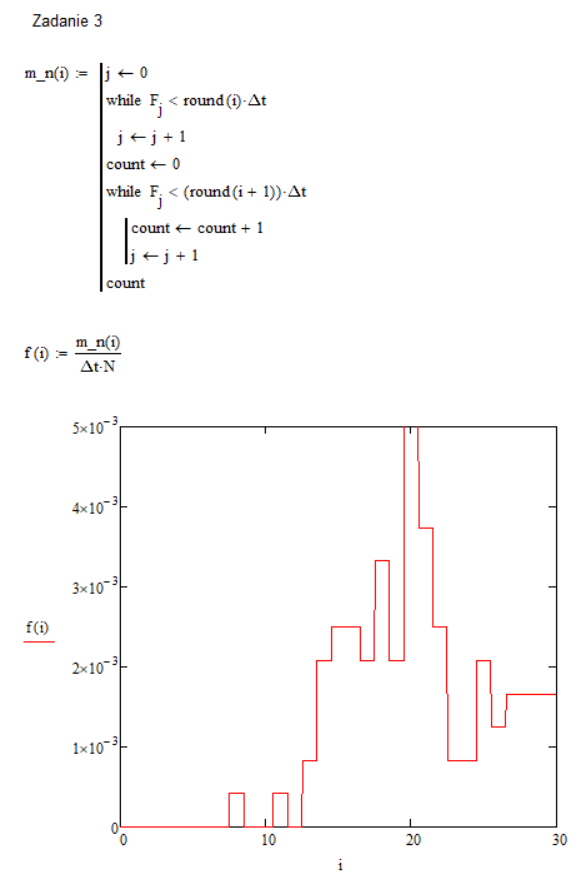 Zadanie 3
m_n(i) := j ← 0
while F_j < round(i)·Δt
j ← j + 1
count ← 0
while F_j < (round(i + 1))·Δt
count ← count + 1
j ← j + 1
count
f(i) := m_n(i)
Δt·N
5×10⁻³
4×10⁻³
3×10⁻³
f(i)
2×10⁻³
1×10⁻³
0
0 10 20 30
i